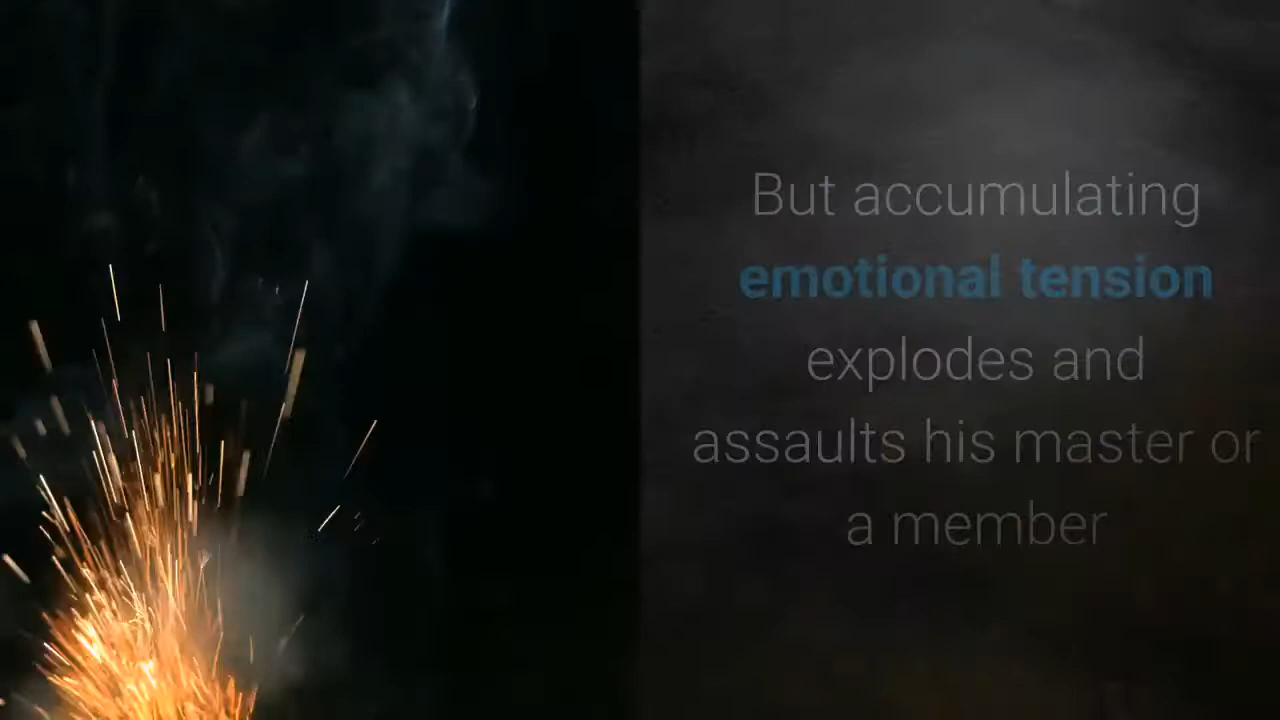 But accumulating
emotional tension
explodes and
assaults his master or
a member